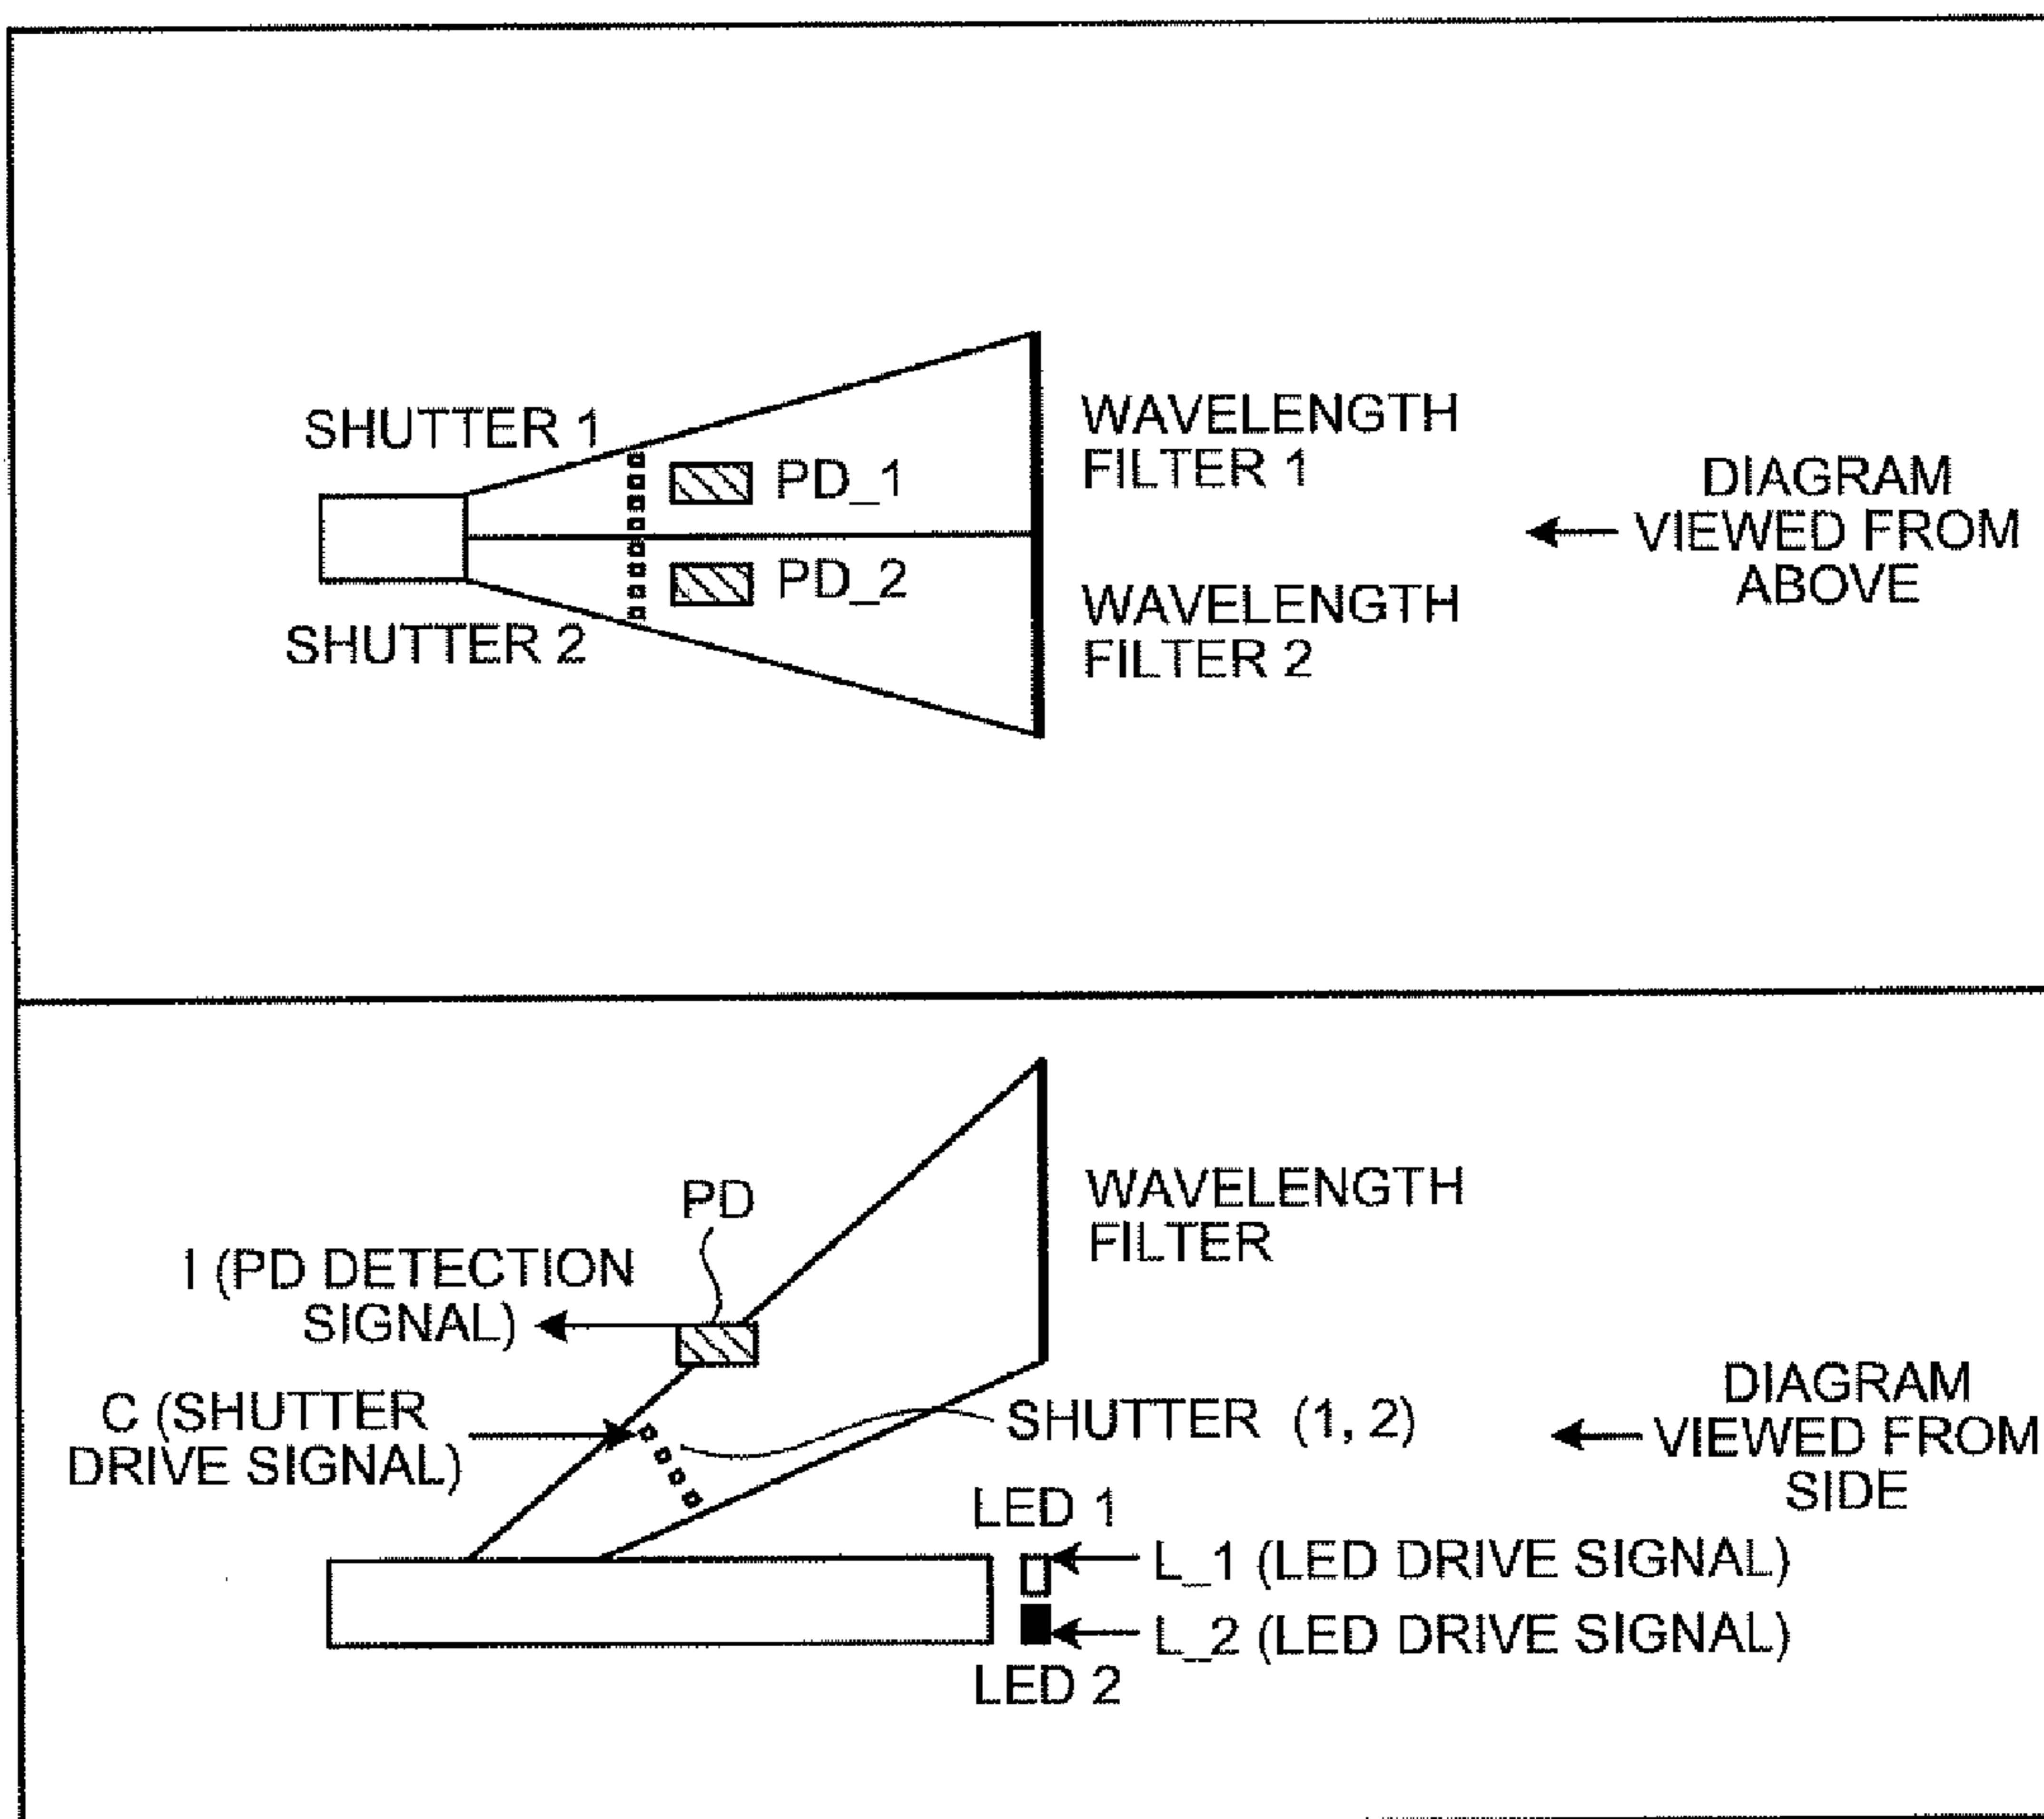 SHUTTER 1
WAVELENGTH
FILTER 1
PD_1
DIAGRAM
VIEWED FROM
ABOVE
PD_2
SHUTTER 2
WAVELENGTH
FILTER 2
PD
WAVELENGTH
FILTER
I (PD DETECTION
SIGNAL)
C (SHUTTER
DRIVE SIGNAL)
SHUTTER (1, 2)
DIAGRAM
VIEWED FROM
SIDE
LED 1
L_1 (LED DRIVE SIGNAL)
L_2 (LED DRIVE SIGNAL)
LED 2